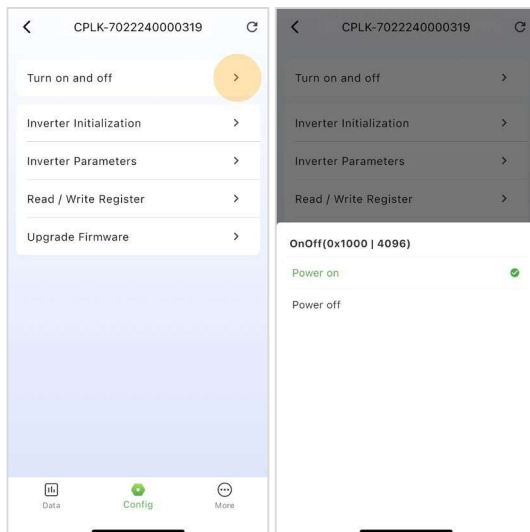 CPLK-7022240000319
Turn on and off
Inverter Initialization
Inverter Parameters
Read / Write Register
Upgrade Firmware
Data
Config
More
CPLK-7022240000319
Turn on and off
Inverter Initialization
Inverter Parameters
Read / Write Register
OnOff(0x1000 | 4096)
Power on
Power off